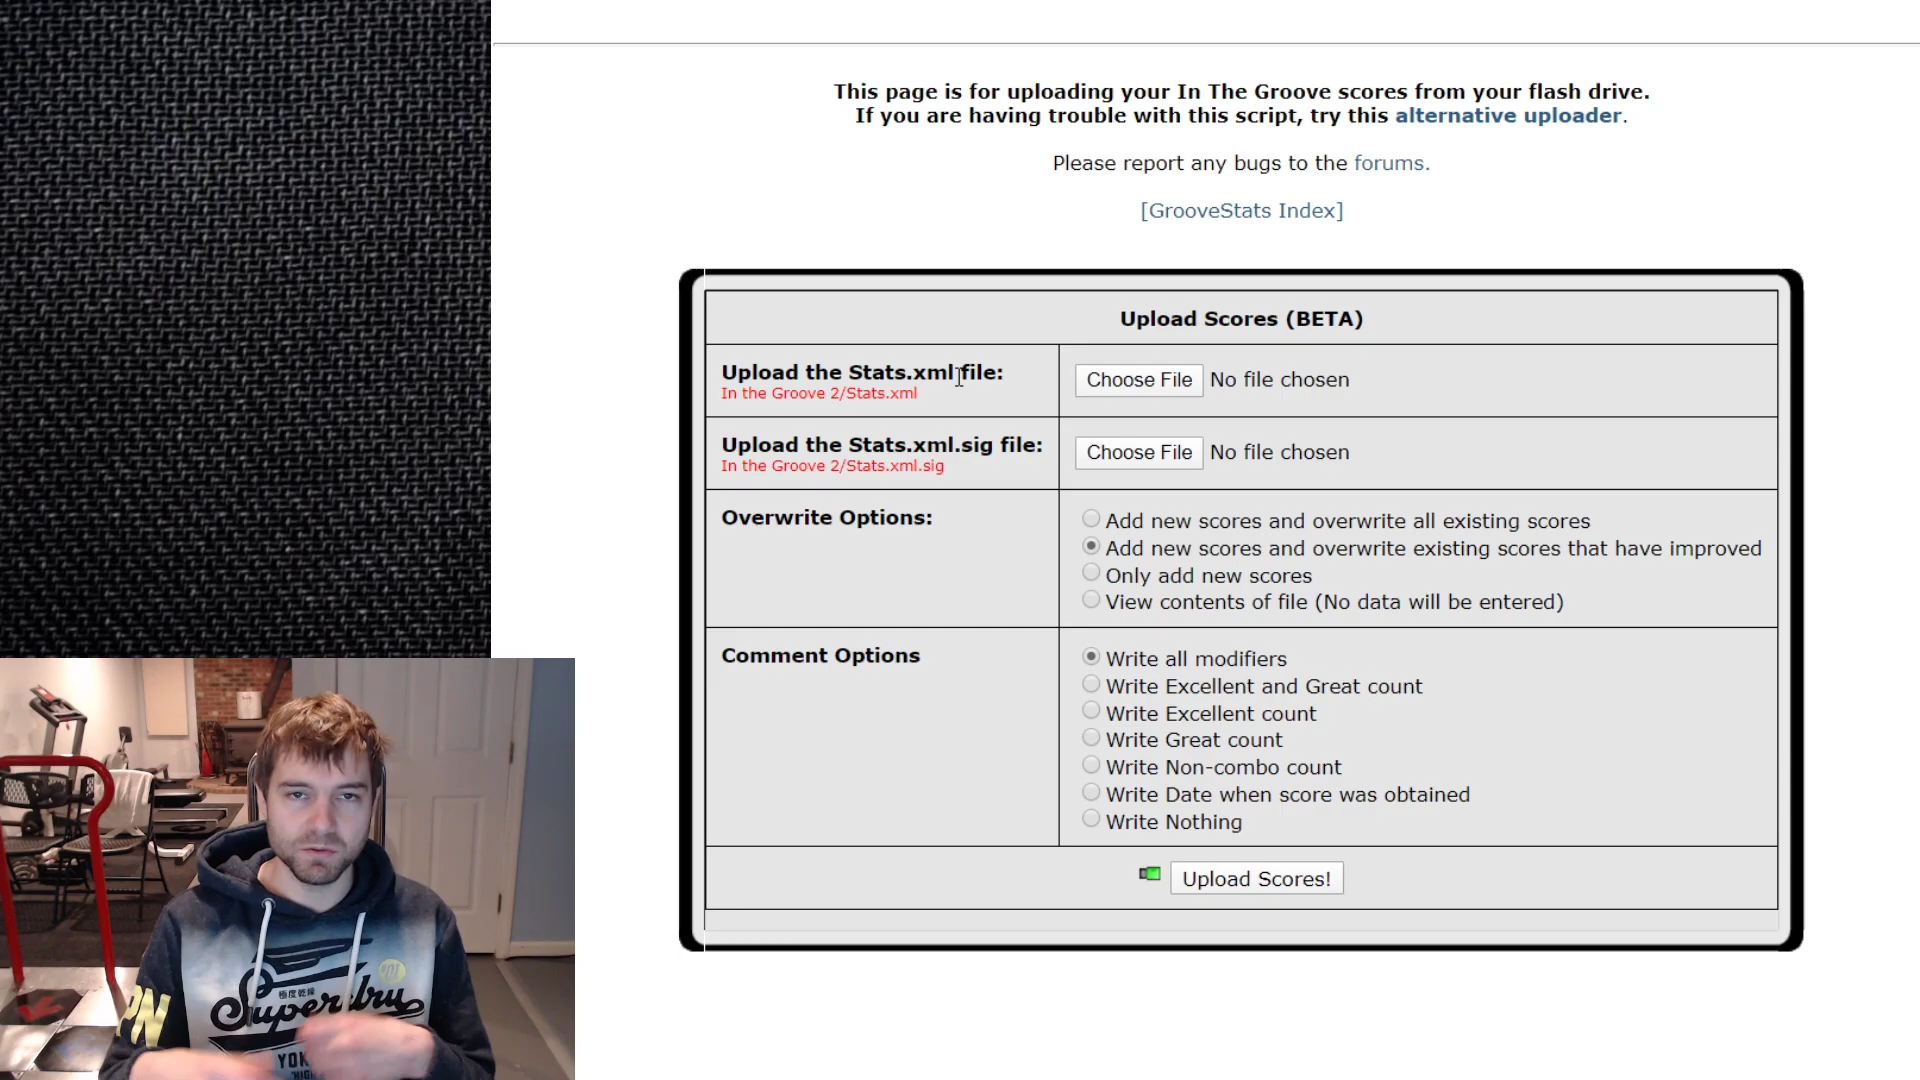 This page is for uploading your In The Groove scores from your flash drive.
If you are having trouble with this script, try this alternative uploader.
Please report any bugs to the forums.
[GrooveStats Index]
Upload Scores (BETA)
Upload the Stats.xml file:
In the Groove 2/Stats.xml
Choose File No file chosen
Upload the Stats.xml.sig file:
In the Groove 2/Stats.xml.sig
Choose File No file chosen
Overwrite Options:
Add new scores and overwrite all existing scores
Add new scores and overwrite existing scores that have improved
Only add new scores
View contents of file (No data will be entered)
Comment Options
Write all modifiers
Write Excellent and Great count
Write Excellent count
Write Great count
Write Non-combo count
Write Date when score was obtained
Write Nothing
Upload Scores!
極度乾燥
Superdry